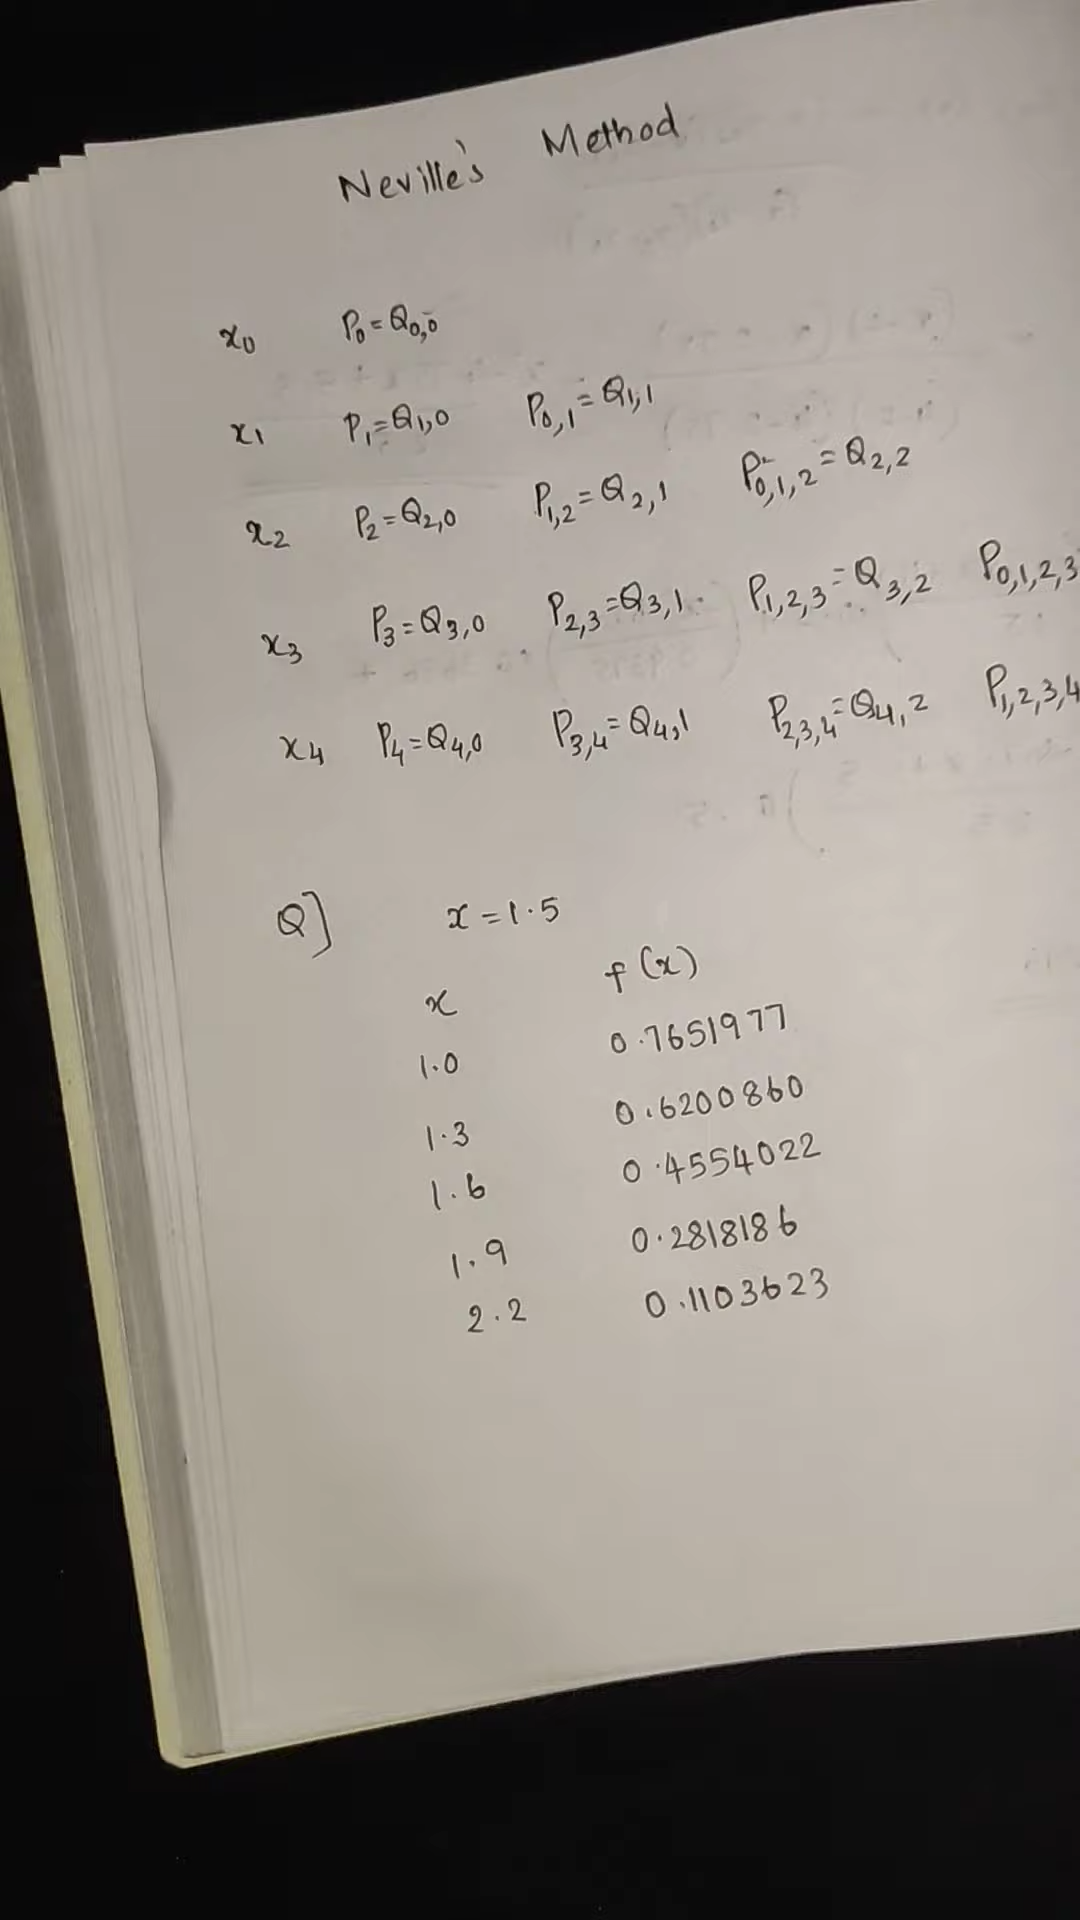 Neville's Method
x0 P0=Q0,0
x1 P1=Q1,0 P0,1=Q1,1
x2 P2=Q2,0 P1,2=Q2,1 P0,1,2=Q2,2
x3 P3=Q3,0 P2,3=Q3,1 P1,2,3=Q3,2 P0,1,2,3
x4 P4=Q4,0 P3,4=Q4,1 P2,3,4=Q4,2 P1,2,3,4
Q] x=1.5
x f(x)
1.0 0.7651977
1.3 0.6200860
1.6 0.4554022
1.9 0.2818186
2.2 0.1103623